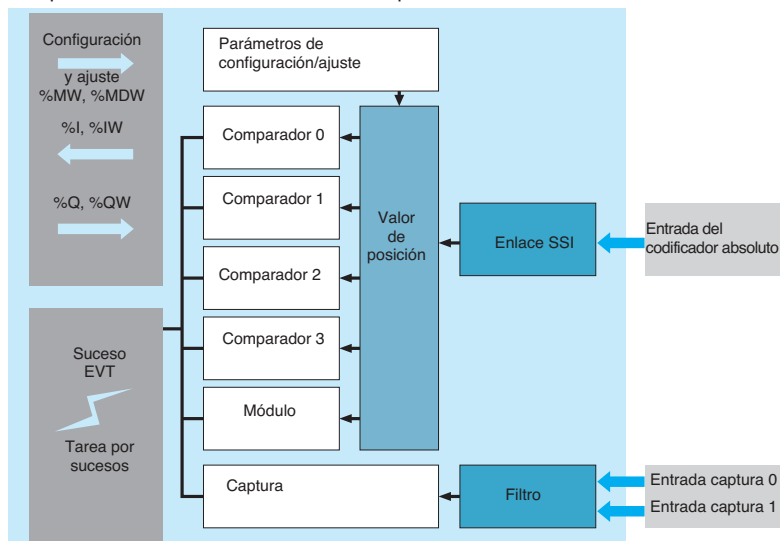 Configuración
y ajuste
%MW, %MDW
%I, %IW
%Q, %QW
Suceso
EVT
Tarea por
sucesos
Parámetros de
configuración/ajuste
Comparador 0
Comparador 1
Comparador 2
Comparador 3
Módulo
Captura
Valor
de
posición
Enlace SSI
Filtro
Entrada del
codificador absoluto
Entrada captura 0
Entrada captura 1